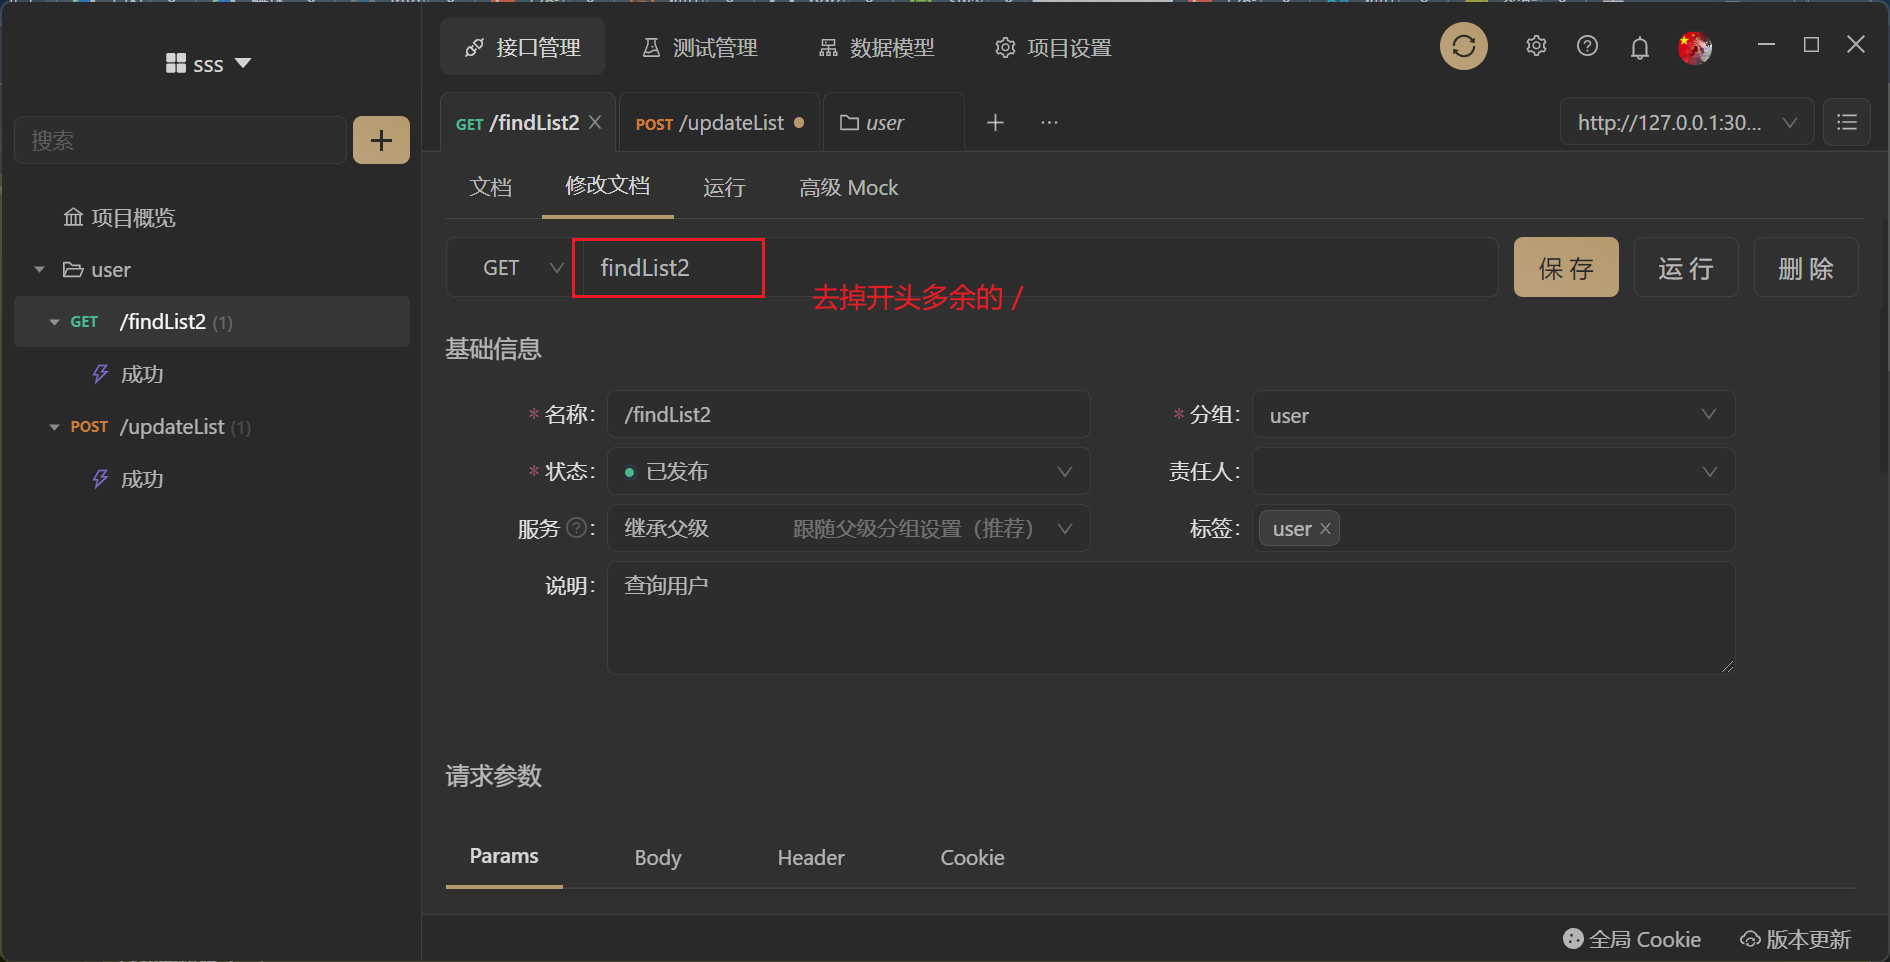 sss
接口管理
测试管理
数据模型
项目设置
GET /findList2
POST /updateList
user
http://127.0.0.1:30...
搜索
项目概览
user
GET /findList2 (1)
成功
POST /updateList (1)
成功
文档
修改文档
运行
高级 Mock
GET
findList2
保 存
运 行
删 除
去掉开头多余的 /
基础信息
* 名称: /findList2
* 分组: user
* 状态: 已发布
责任人:
服务 ? : 继承父级 跟随父级分组设置（推荐）
标签: user
说明: 查询用户
请求参数
Params
Body
Header
Cookie
全局 Cookie
版本更新